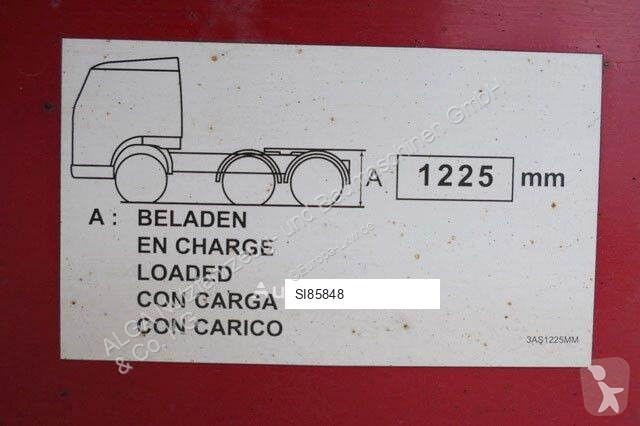 A 1225 mm
A : BELADEN
EN CHARGE
LOADED
CON CARGA
SI85848
CON CARICO
3AS1225MM